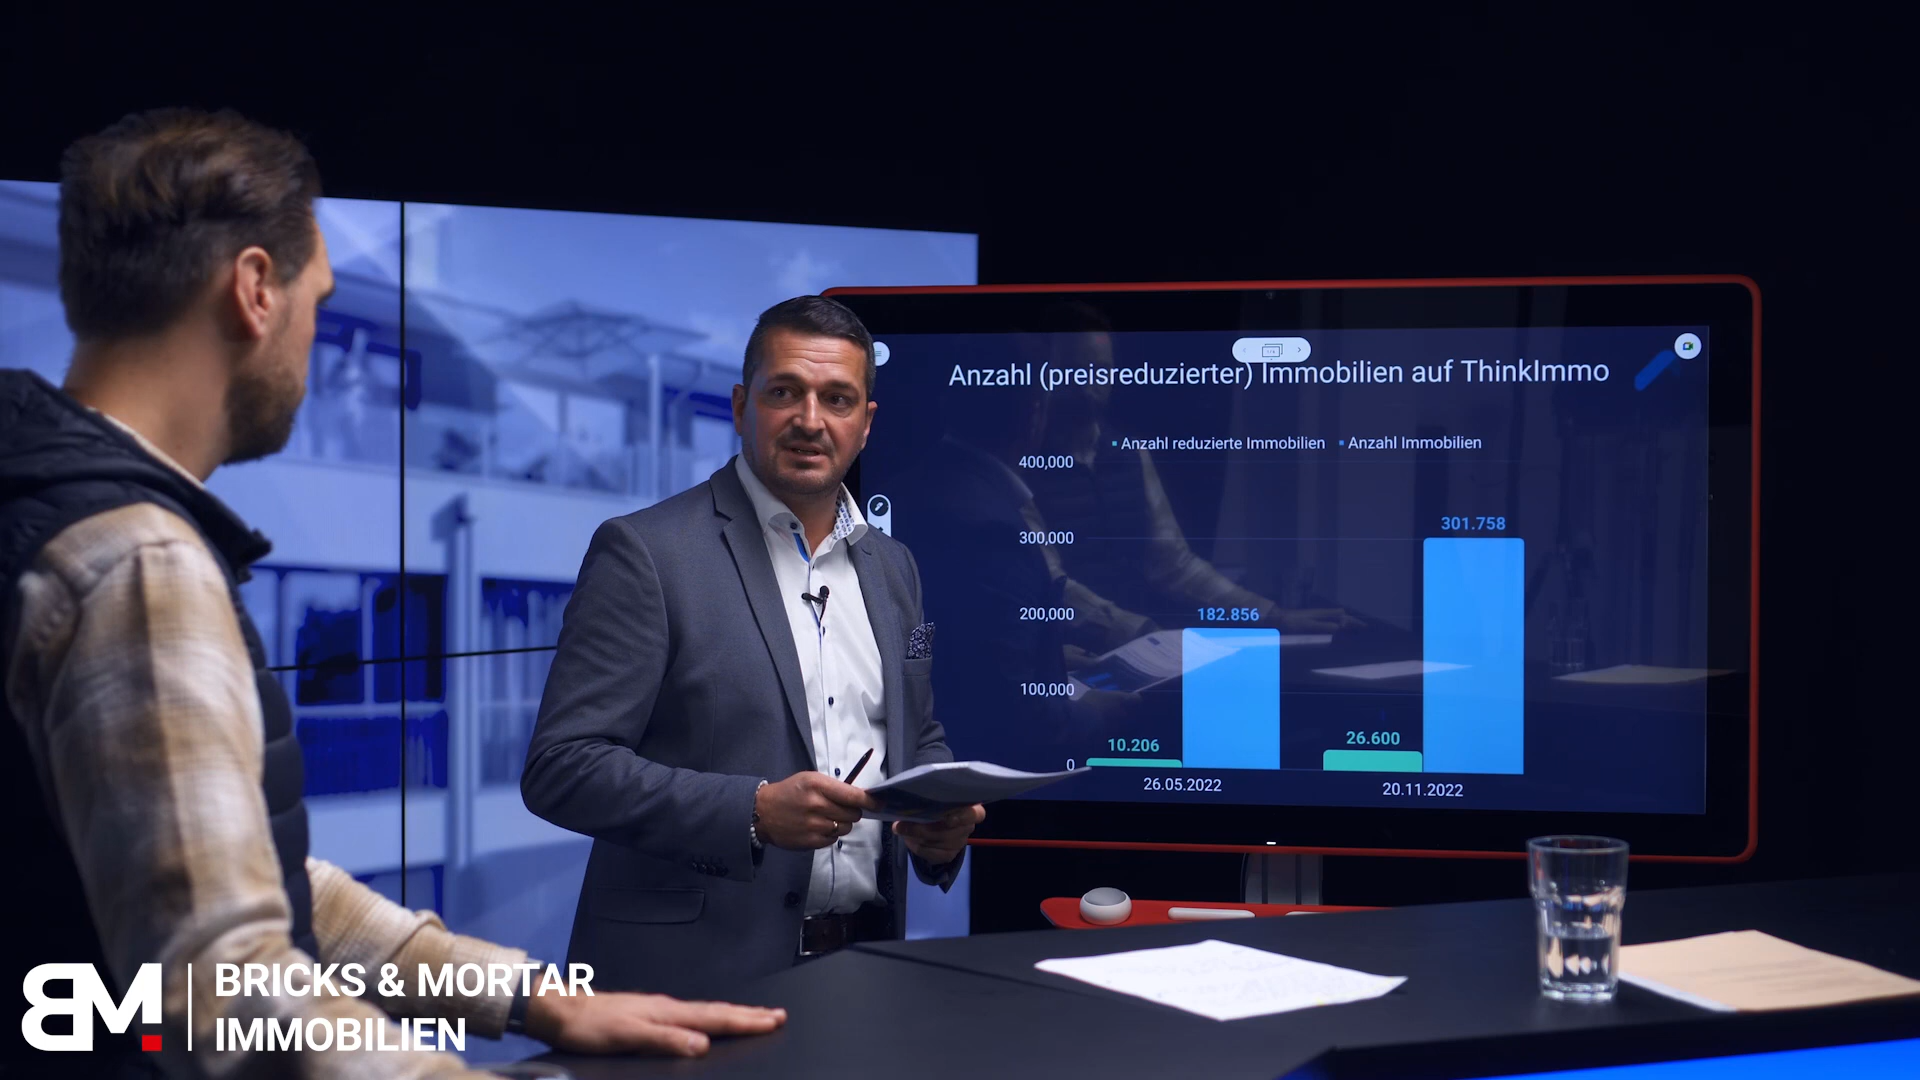 Anzahl (preisreduzierter) Immobilien auf ThinkImmo
Anzahl reduzierte Immobilien Anzahl Immobilien
400,000
300,000
200,000
100,000
0
301.758
182.856
10.206
26.600
26.05.2022
20.11.2022
BM
BRICKS & MORTAR
IMMOBILIEN